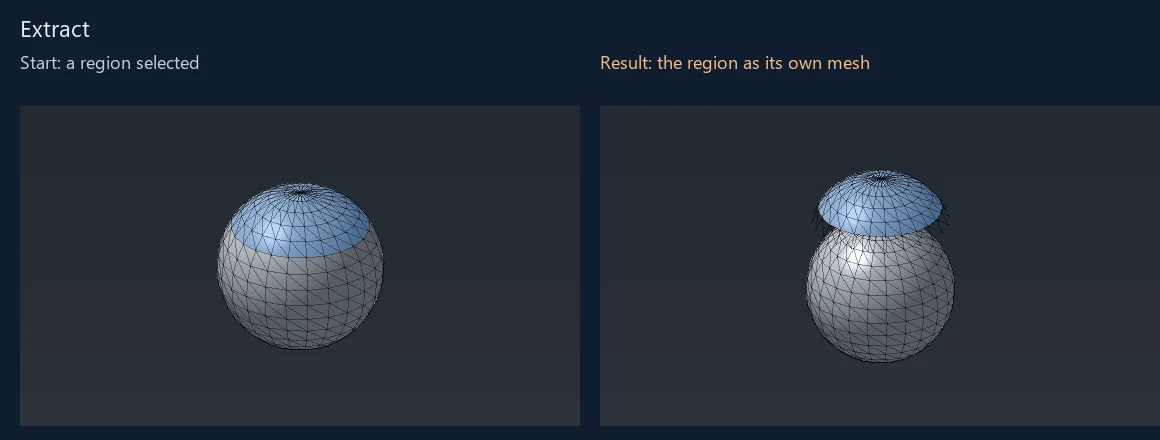 Extract
Start: a region selected
Result: the region as its own mesh